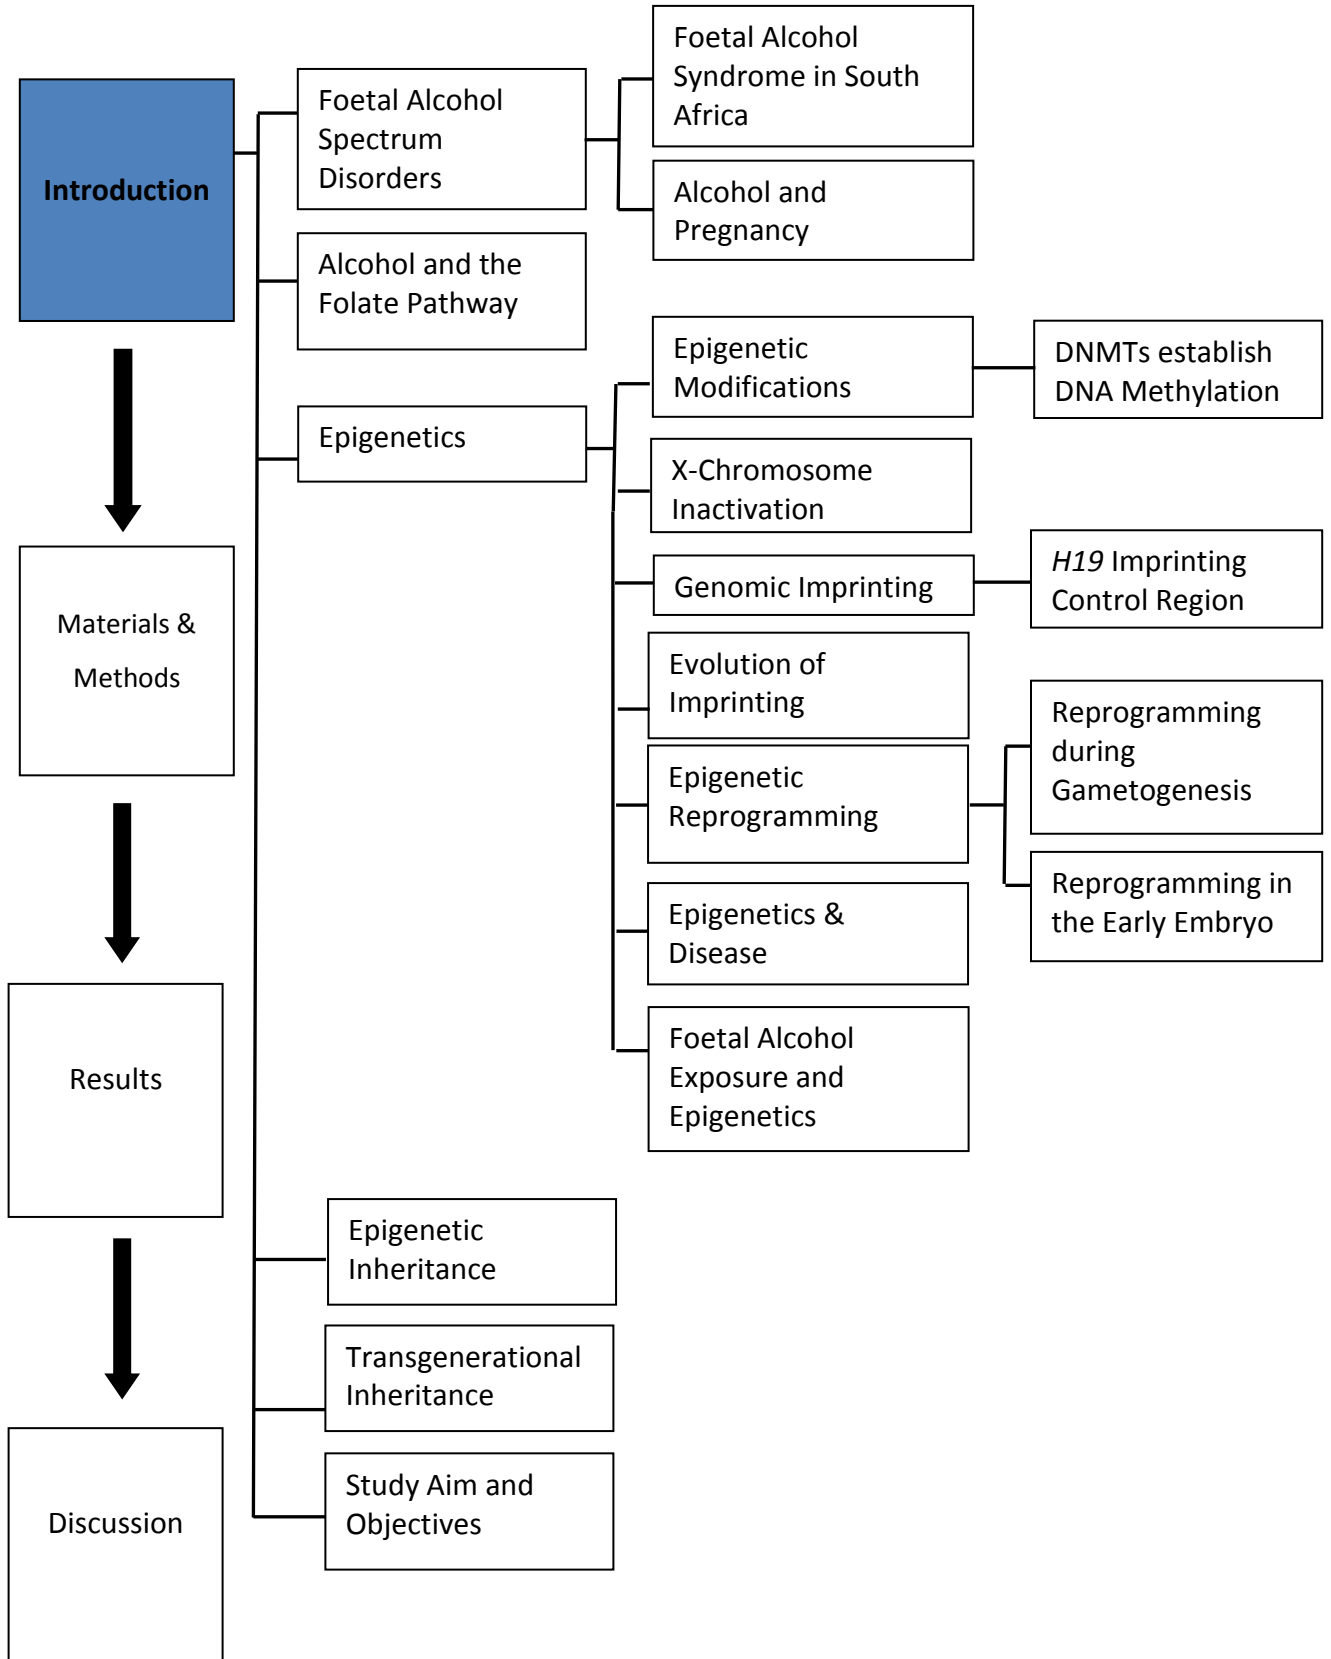 Introduction
Materials &
Methods
Results
Discussion
Foetal Alcohol
Spectrum
Disorders
Foetal Alcohol
Syndrome in South
Africa
Alcohol and
Pregnancy
Alcohol and the
Folate Pathway
Epigenetics
Epigenetic
Modifications
DNMTs establish
DNA Methylation
X-Chromosome
Inactivation
Genomic Imprinting
H19 Imprinting
Control Region
Evolution of
Imprinting
Epigenetic
Reprogramming
Reprogramming
during
Gametogenesis
Reprogramming in
the Early Embryo
Epigenetics &
Disease
Foetal Alcohol
Exposure and
Epigenetics
Epigenetic
Inheritance
Transgenerational
Inheritance
Study Aim and
Objectives